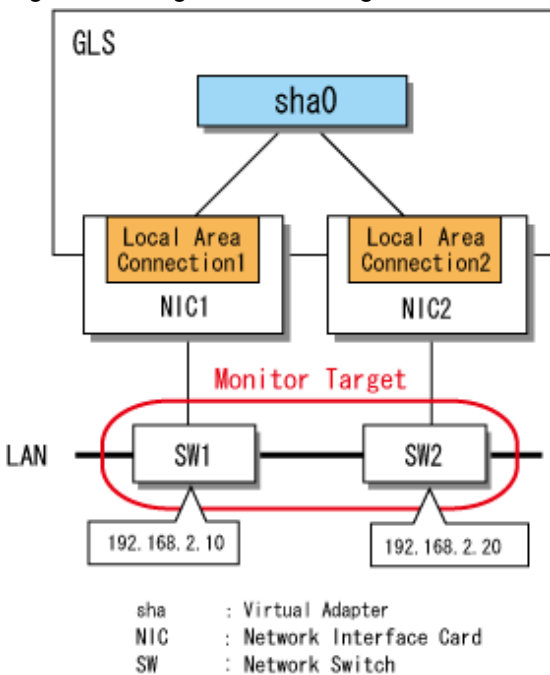 GLS
sha0
Local Area
Connection1
Local Area
Connection2
NIC1
NIC2
Monitor Target
LAN
SW1
SW2
192.168.2.10
192.168.2.20
sha : Virtual Adapter
NIC : Network Interface Card
SW : Network Switch